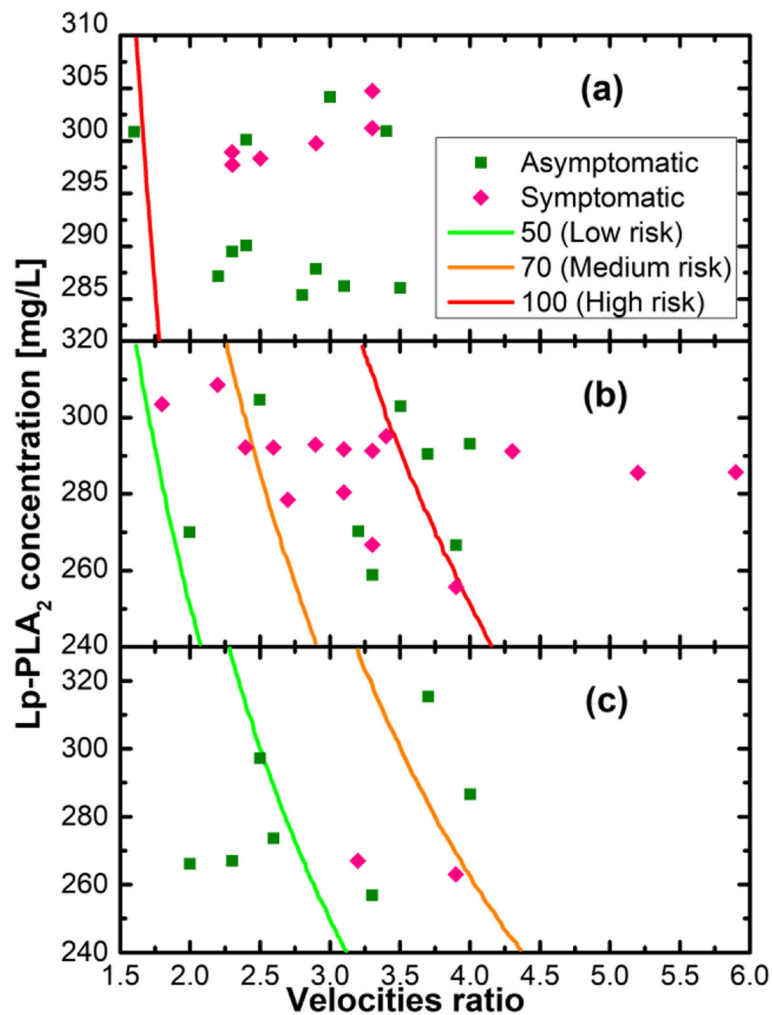 310
305
300
295
290
285
320
(a)
Asymptomatic
Symptomatic
50 (Low risk)
70 (Medium risk)
100 (High risk)
Lp-PLA₂ concentration [mg/L]
300
280
260
240
(b)
320
300
280
260
240
(c)
1.5 2.0 2.5 3.0 3.5 4.0 4.5 5.0 5.5 6.0
Velocities ratio